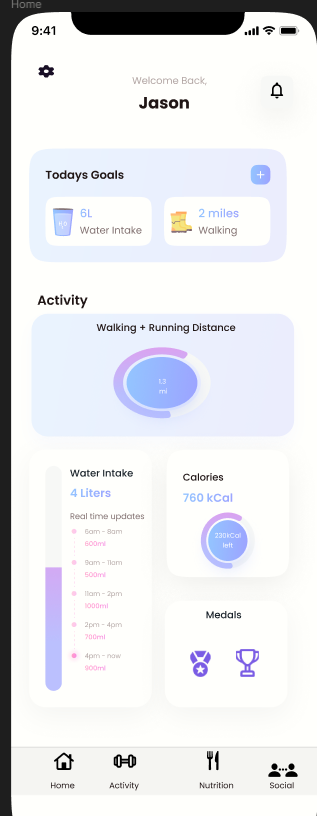 Home
9:41
Welcome Back,
Jason
Todays Goals
6L
Water Intake
2 miles
Walking
Activity
Walking + Running Distance
1.3
ml
Water Intake
4 Liters
Real time updates
6am - 8am
600ml
9am - 11am
500ml
11am - 2pm
1000ml
2pm - 4pm
700ml
4pm - now
900ml
Calories
760 kCal
230kCal
left
Medals
Home
Activity
Nutrition
Social